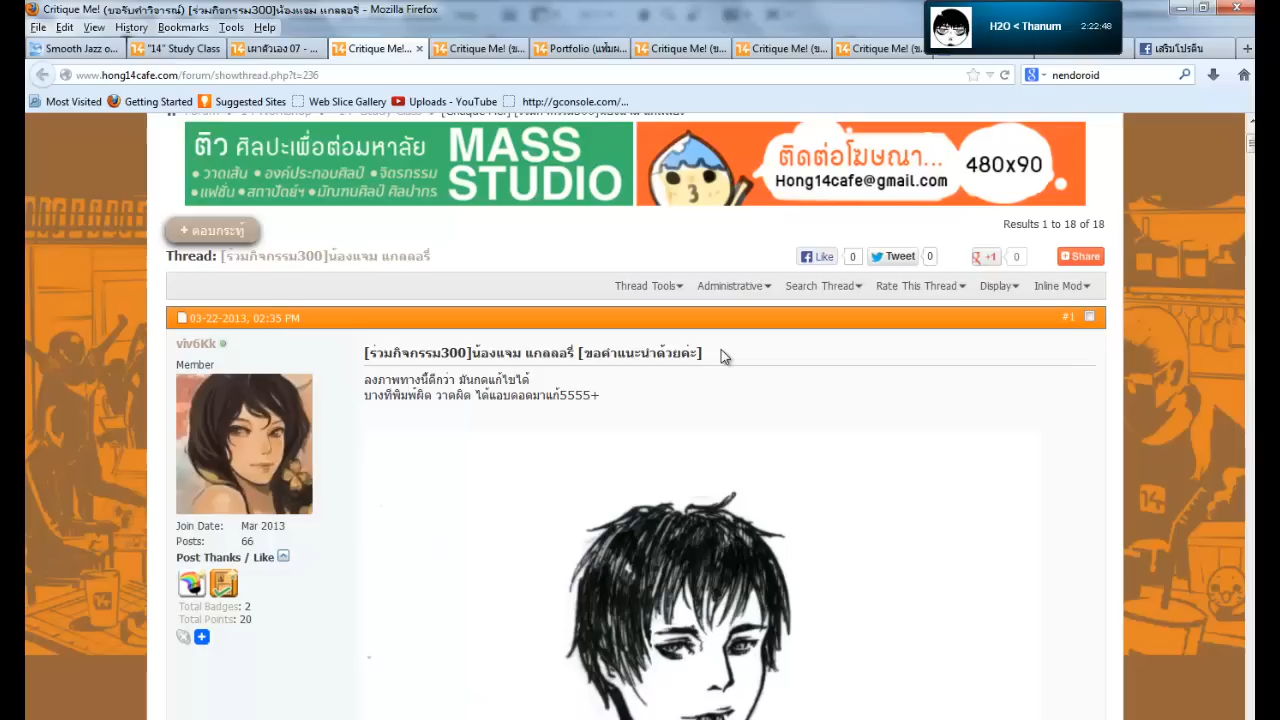 Critique Me! (ขอรับคำวิจารณ์) [ร่วมกิจกรรม300]น้องแจม แกลลอรี่ - Mozilla Firefox
File Edit View History Bookmarks Tools Help
H2O < Thanum 2:22:48
Smooth Jazz o... "14" Study Class เผาตัวเอง 07 - ... Critique Me!... × Critique Me! (ข... Portfolio (แฟ้มผ... Critique Me! (ข... Critique Me! (ข... Critique Me! (ข... เสริมโปรตีน
www.hong14cafe.com/forum/showthread.php?t=236 nendoroid
Most Visited Getting Started Suggested Sites Web Slice Gallery Uploads - YouTube http://gconsole.com/...
ติว ศิลปะเพื่อต่อมหาลัย MASS STUDIO
• วาดเส้น • องค์ประกอบศิลป์ • จิตรกรรม
• แฟชั่น • สถาปัตย์ฯ • มัณฑนศิลป์ ศิลปากร
ติดต่อโฆษณา... 480x90
Hong14cafe@gmail.com
3
+ ตอบกระทู้
Results 1 to 18 of 18
Thread: [ร่วมกิจกรรม300]น้องแจม แกลลอรี่
Like 0 Tweet 0 +1 0 Share
Thread Tools Administrative Search Thread Rate This Thread Display Inline Mod
03-22-2013, 02:35 PM #1
viv6Kk
Member
Join Date: Mar 2013
Posts: 66
Post Thanks / Like
Total Badges: 2
Total Points: 20
[ร่วมกิจกรรม300]น้องแจม แกลลอรี่ [ขอคำแนะนำด้วยค่ะ]
ลงภาพทางนี้ดีกว่า มันกดแก้ไขได้
บางทีพิมพ์ผิด วาดผิด ได้แอบตอดมาแก้5555+